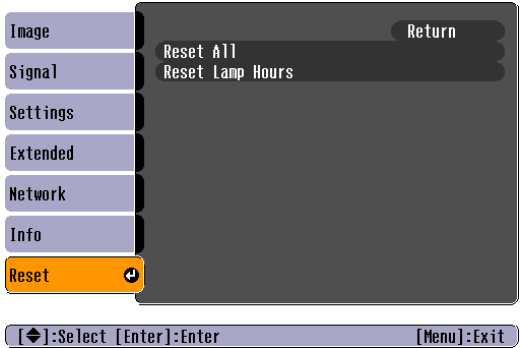 Image
Signal
Settings
Extended
Network
Info
Reset
Return
Reset All
Reset Lamp Hours
[◆]:Select [Enter]:Enter [Menu]:Exit